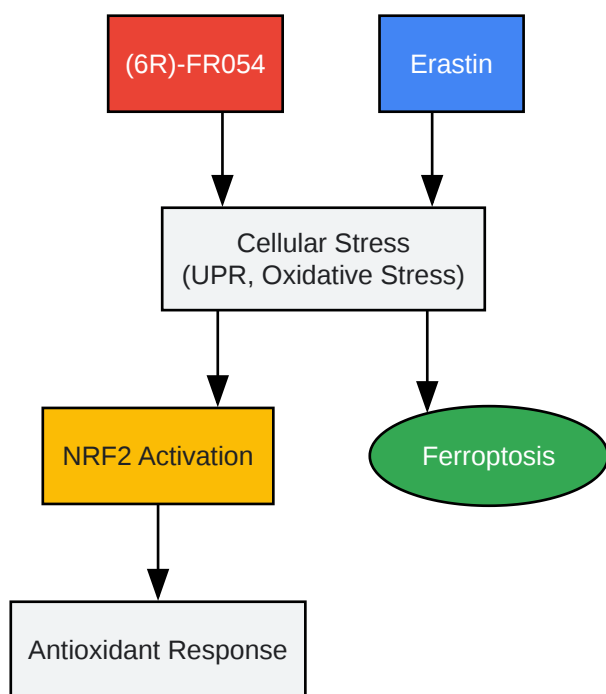 (6R)-FR054
Erastin
Cellular Stress
(UPR, Oxidative Stress)
NRF2 Activation
Ferroptosis
Antioxidant Response